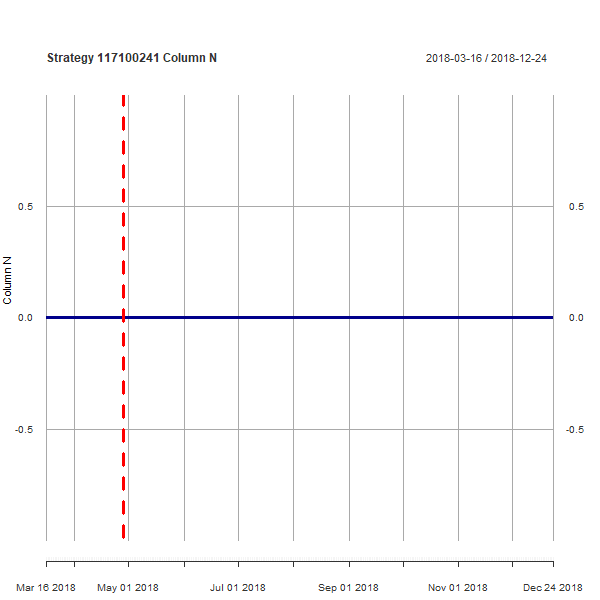 Strategy 117100241 Column N
2018-03-16 / 2018-12-24
0.5
0.5
Column N
0.0
0.0
-0.5
-0.5
Mar 16 2018
May 01 2018
Jul 01 2018
Sep 01 2018
Nov 01 2018
Dec 24 2018